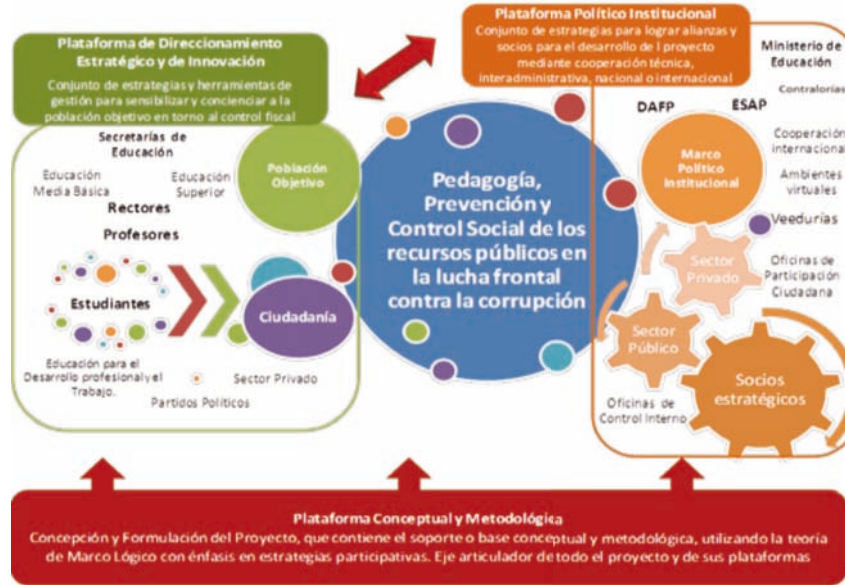 Plataforma de Direccionamiento
Estratégico y de Innovación
Conjunto de estrategias y herramientas de
gestión para sensibilizar y concienciar a la
población objetivo en torno al control fiscal
Secretarías de
Educación
Educación
Media Básica
Educación
Superior
Rectores
Profesores
Estudiantes
Educación para el
Desarrollo profesional y el
Trabajo.
Partidos Políticos
Sector Privado
Población
Objetivo
Ciudadanía
Pedagogía,
Prevención y
Control Social de los
recursos públicos en
la lucha frontal
contra la corrupción
Plataforma Político Institucional
Conjunto de estrategias para lograr alianzas y
socios para el desarrollo de l proyecto
mediante cooperación técnica,
interadministrativa, nacional o internacional
Ministerio de
Educación
Contralorías
DAFP
ESAP
Cooperación
internacional
Ambientes
virtuales
Veedurías
Oficinas de
Participación
Ciudadana
Marco
Político
Institucional
Sector
Privado
Sector
Público
Socios
estratégicos
Oficinas de
Control Interno
Plataforma Conceptual y Metodológica
Concepción y Formulación del Proyecto, que contiene el soporte o base conceptual y metodológica, utilizando la teoría
de Marco Lógico con énfasis en estrategias participativas. Eje articulador de todo el proyecto y de sus plataformas